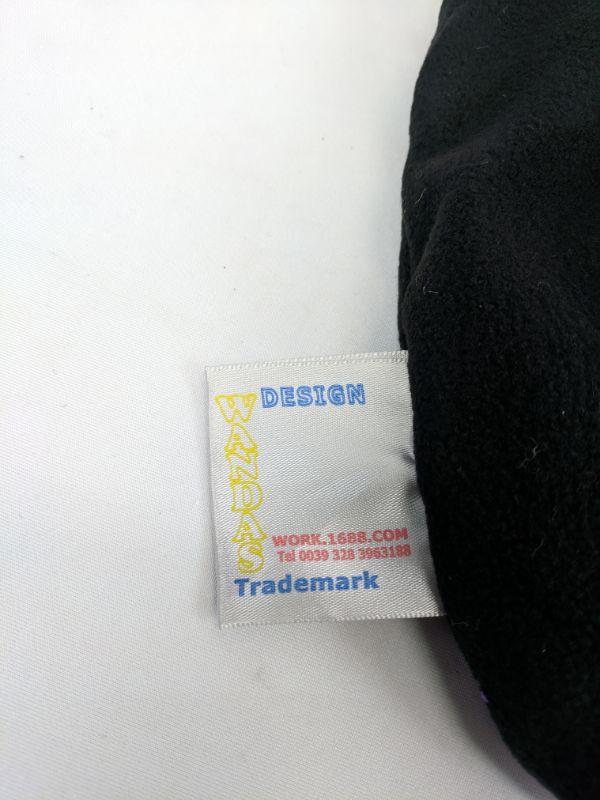 DESIGN
WANDAS
WORK.1688.COM
Tel 0039 328 3963188
Trademark